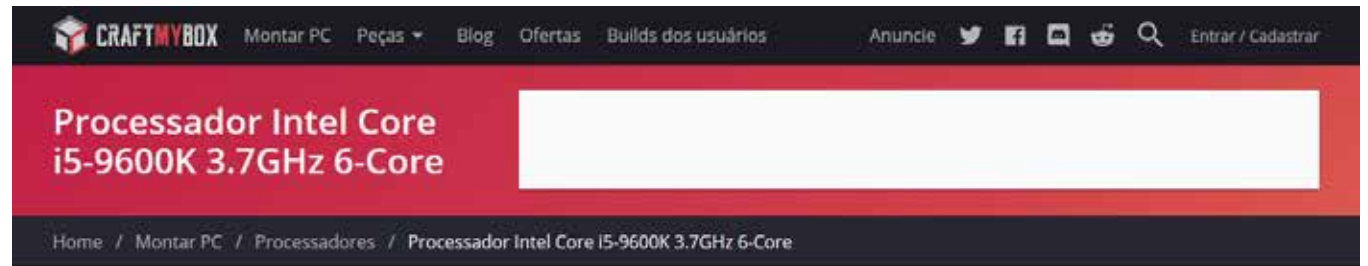 CRAFTMYBOX Montar PC Peças Blog Ofertas Builds dos usuários Anuncie Entrar / Cadastrar
Processador Intel Core
i5-9600K 3.7GHz 6-Core
Home / Montar PC / Processadores / Processador Intel Core i5-9600K 3.7GHz 6-Core